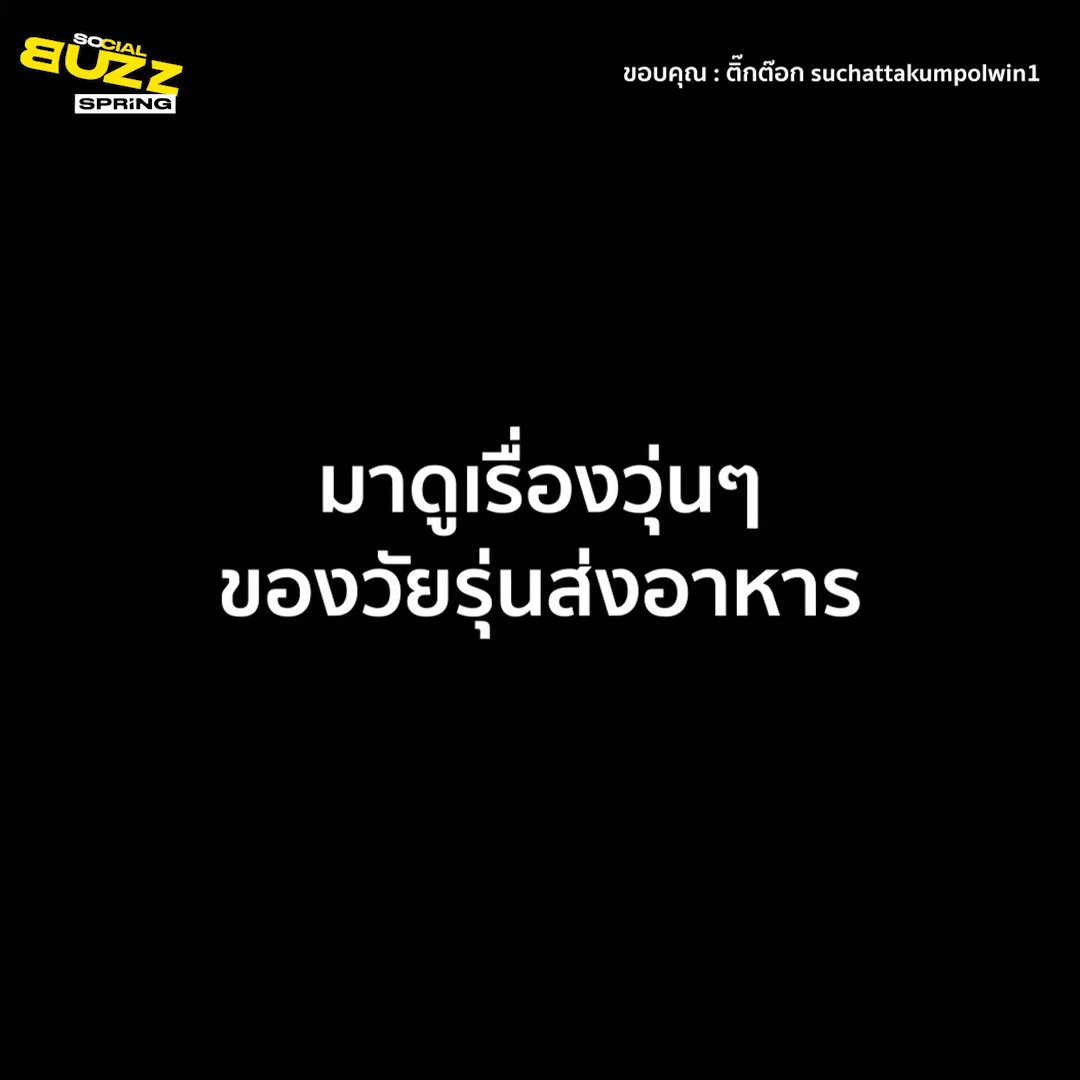 SOCIAL
BUZZ
SPRiNG
ขอบคุณ : ติ๊กต๊อก suchattakumpolwin1
มาดูเรื่องวุ่นๆ
ของวัยรุ่นส่งอาหาร